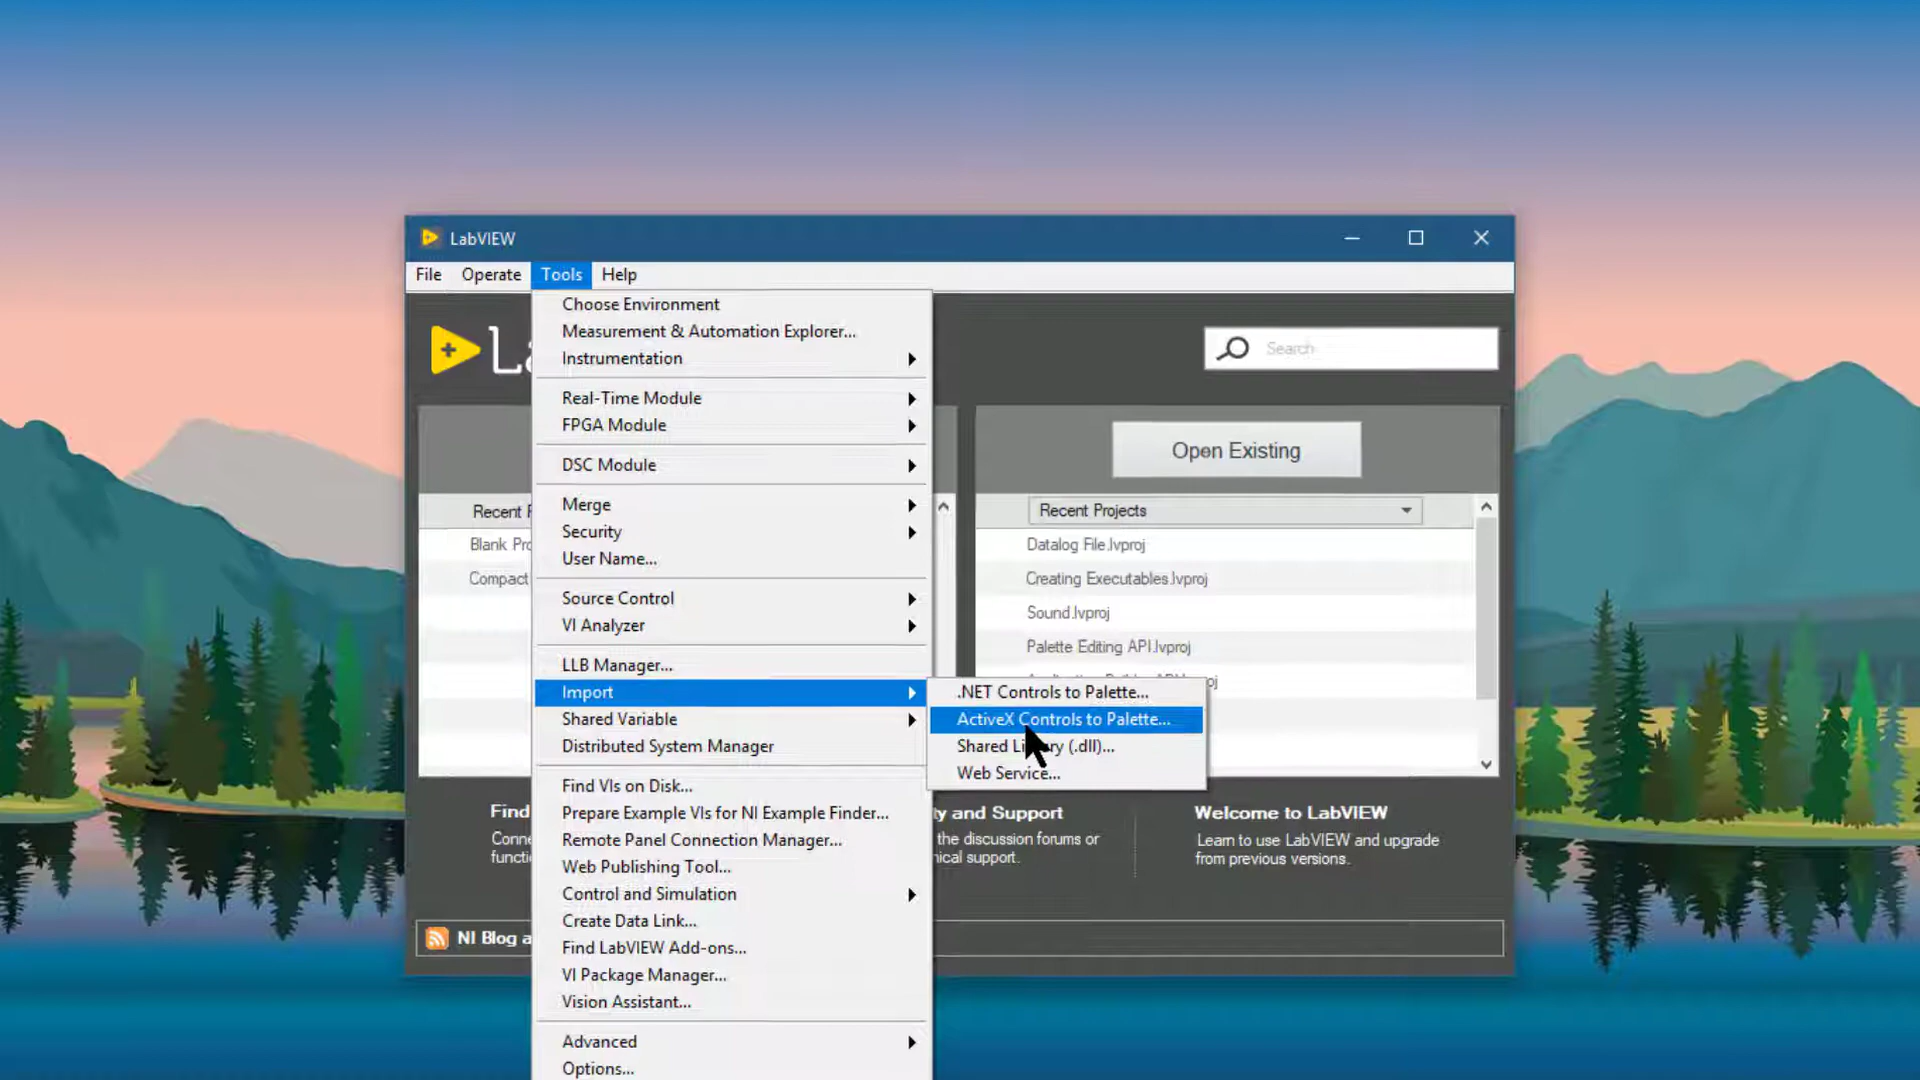 LabVIEW
File Operate Tools Help
Choose Environment
Measurement & Automation Explorer...
Instrumentation
Real-Time Module
FPGA Module
DSC Module
Merge
Security
User Name...
Source Control
VI Analyzer
LLB Manager...
Import
Shared Variable
Distributed System Manager
Find VIs on Disk...
Prepare Example VIs for NI Example Finder...
Remote Panel Connection Manager...
Web Publishing Tool...
Control and Simulation
Create Data Link...
Find LabVIEW Add-ons...
VI Package Manager...
Vision Assistant...
Advanced
Options...
.NET Controls to Palette...
ActiveX Controls to Palette...
Shared (.dll)...
Web Service...
Search
Open Existing
Recent Projects
Datalog File.lvproj
Creating Executables.lvproj
Sound.lvproj
Palette Editing API.lvproj
Recent
Blank
Compact
Find
and Support
the discussion forums or
support.
Welcome to LabVIEW
Learn to use LabVIEW and upgrade
from previous versions.
NI Blog